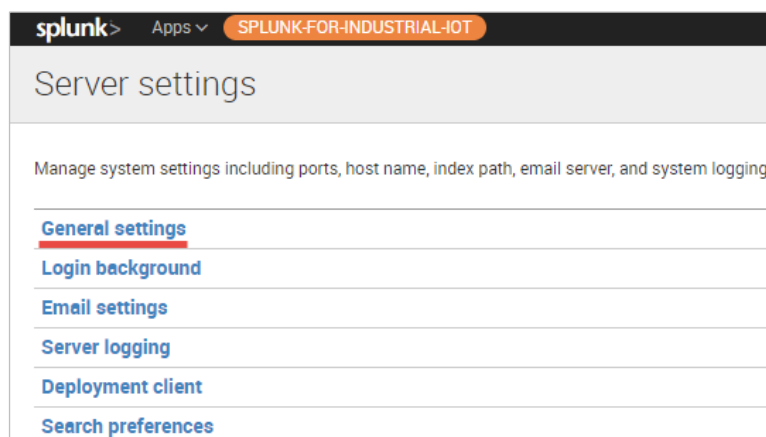 splunk> Apps SPLUNK-FOR-INDUSTRIAL-IOT
Server settings
Manage system settings including ports, host name, index path, email server, and system logging
General settings
Login background
Email settings
Server logging
Deployment client
Search preferences